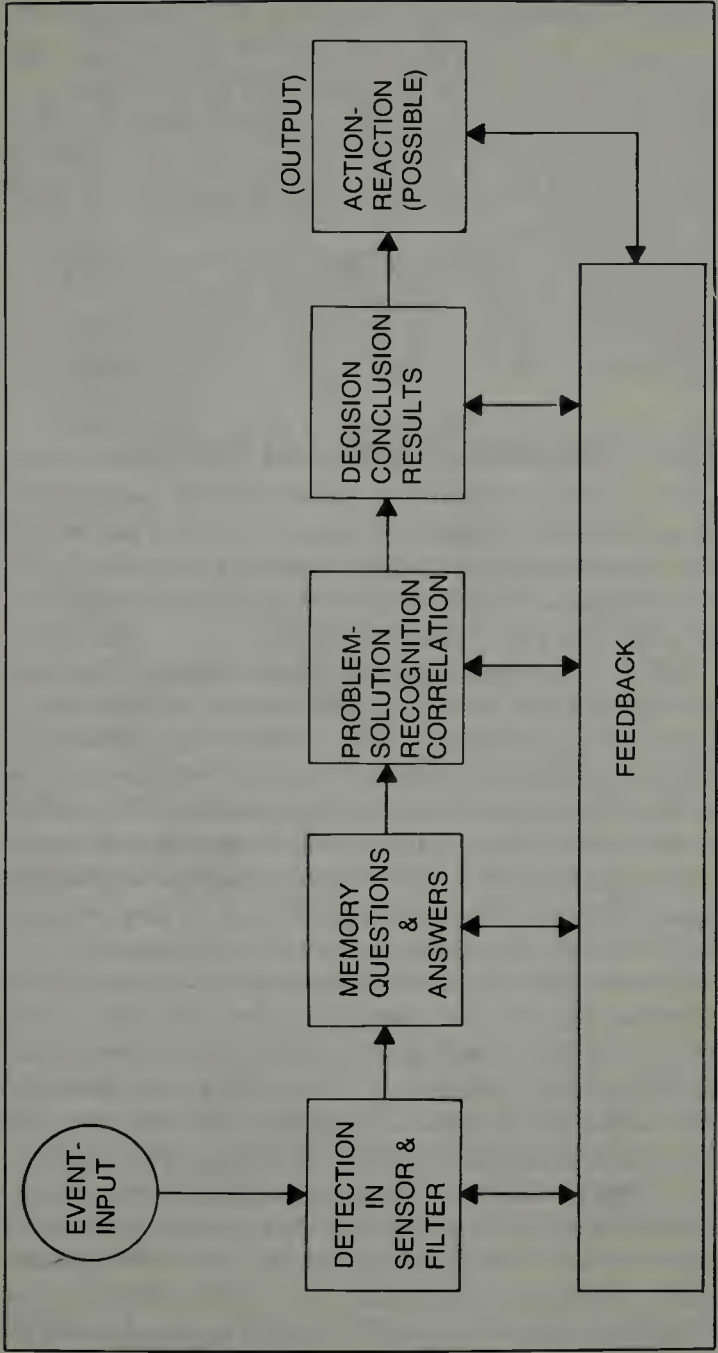 EVENT-
INPUT
DETECTION
IN
SENSOR &
FILTER
MEMORY
QUESTIONS
&
ANSWERS
PROBLEM-
SOLUTION
RECOGNITION
CORRELATION
DECISION
CONCLUSION
RESULTS
(OUTPUT)
ACTION-
REACTION
(POSSIBLE)
FEEDBACK